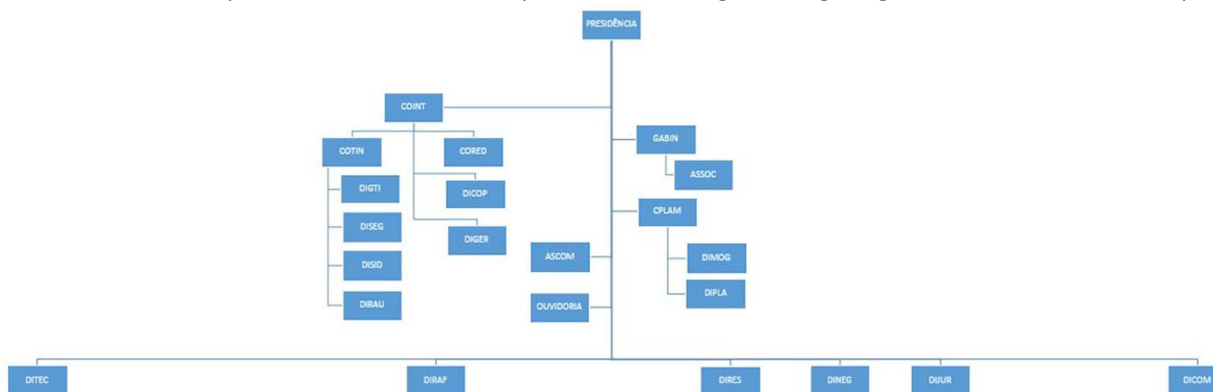 PRESIDÊNCIA
COINT
COTIN
CORED
GABIN
ASSOC
DIGTI
DICOP
DISEG
DIGER
CPLAM
DISID
ASCOM
DIMOG
DIRAU
OUVIDORIA
DIPLA
DITEC
DIRAF
DIRES
DINEG
DICOM